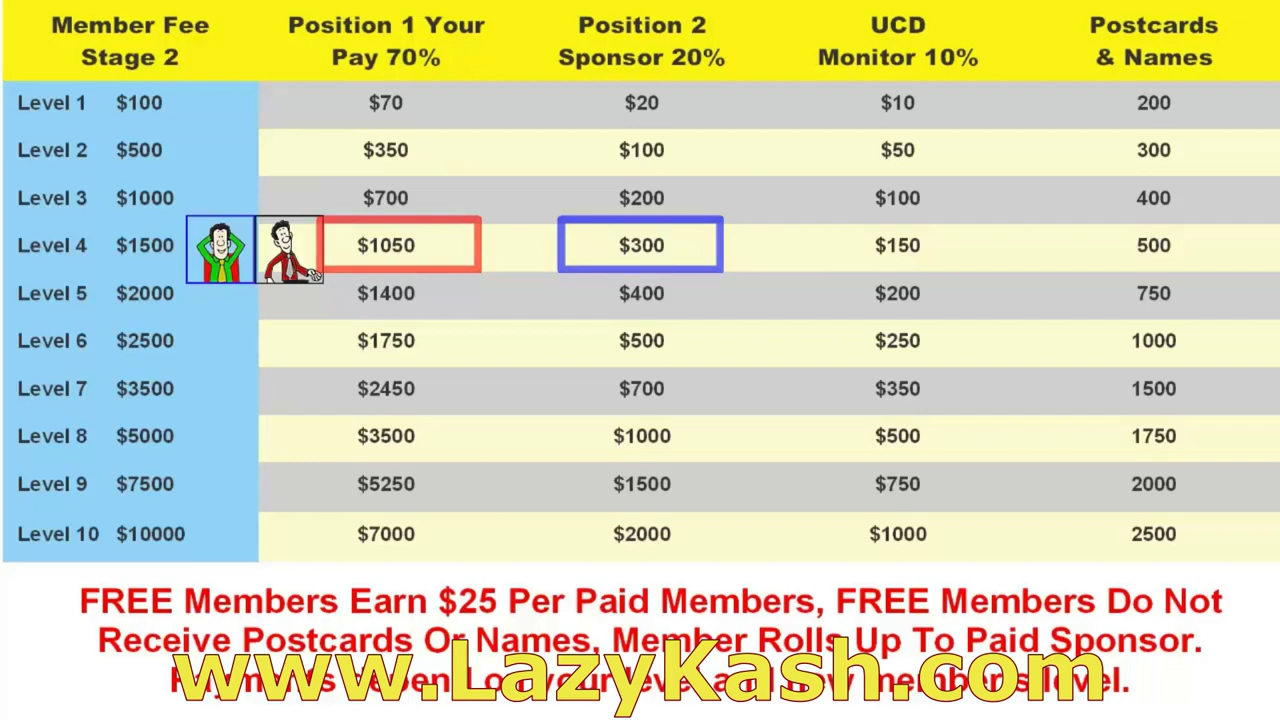 Member Fee Position 1 Your Position 2 UCD Postcards
Stage 2 Pay 70% Sponsor 20% Monitor 10% & Names
Level 1 $100 $70 $20 $10 200
Level 2 $500 $350 $100 $50 300
Level 3 $1000 $700 $200 $100 400
Level 4 $1500 $1050 $300 $150 500
Level 5 $2000 $1400 $400 $200 750
Level 6 $2500 $1750 $500 $250 1000
Level 7 $3500 $2450 $700 $350 1500
Level 8 $5000 $3500 $1000 $500 1750
Level 9 $7500 $5250 $1500 $750 2000
Level 10 $10000 $7000 $2000 $1000 2500
FREE Members Earn $25 Per Paid Members, FREE Members Do Not
Receive Postcards Or Names, Member Rolls Up To Paid Sponsor.
www.LazyKash.com
level.